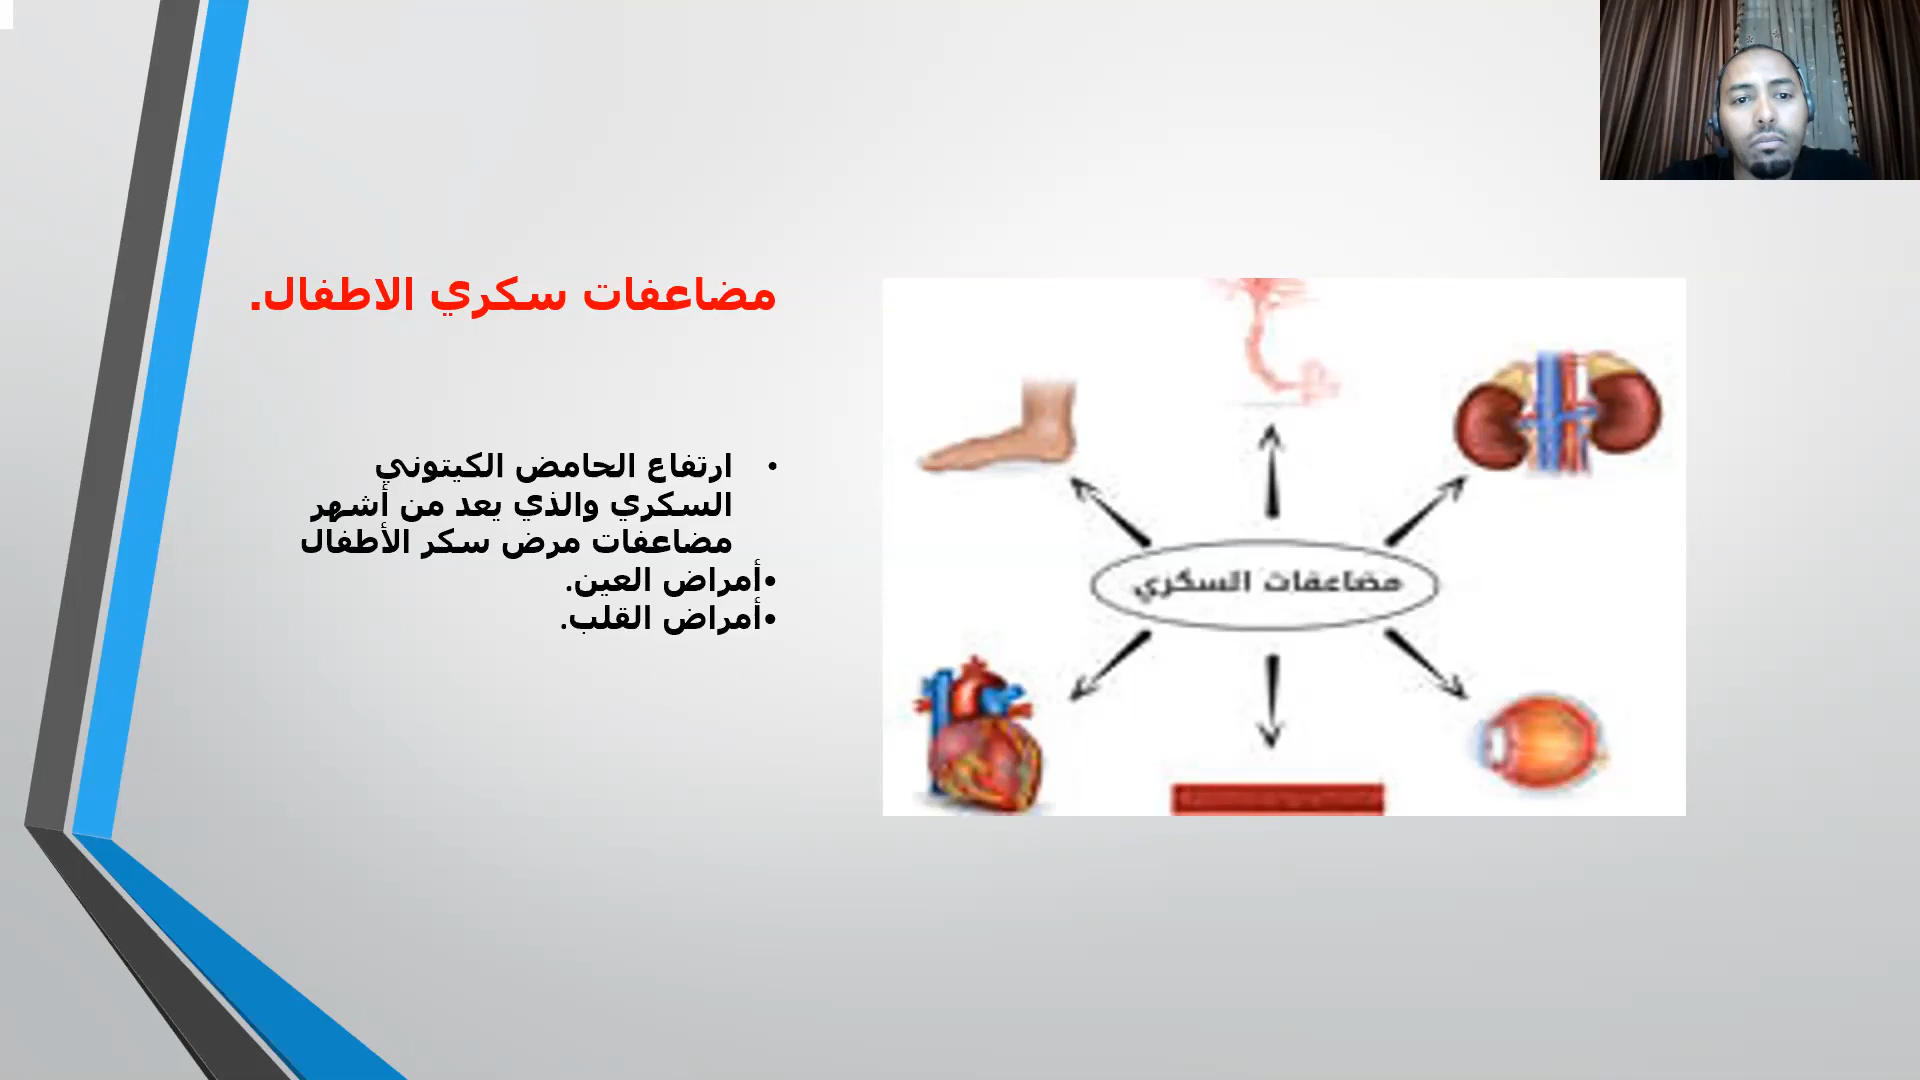 مضاعفات سكري الاطفال.
• ارتفاع الحامض الكيتوني
السكري والذي يعد من أشهر
مضاعفات مرض سكر الأطفال
•أمراض العين.
•أمراض القلب.
مضاعفات السكري